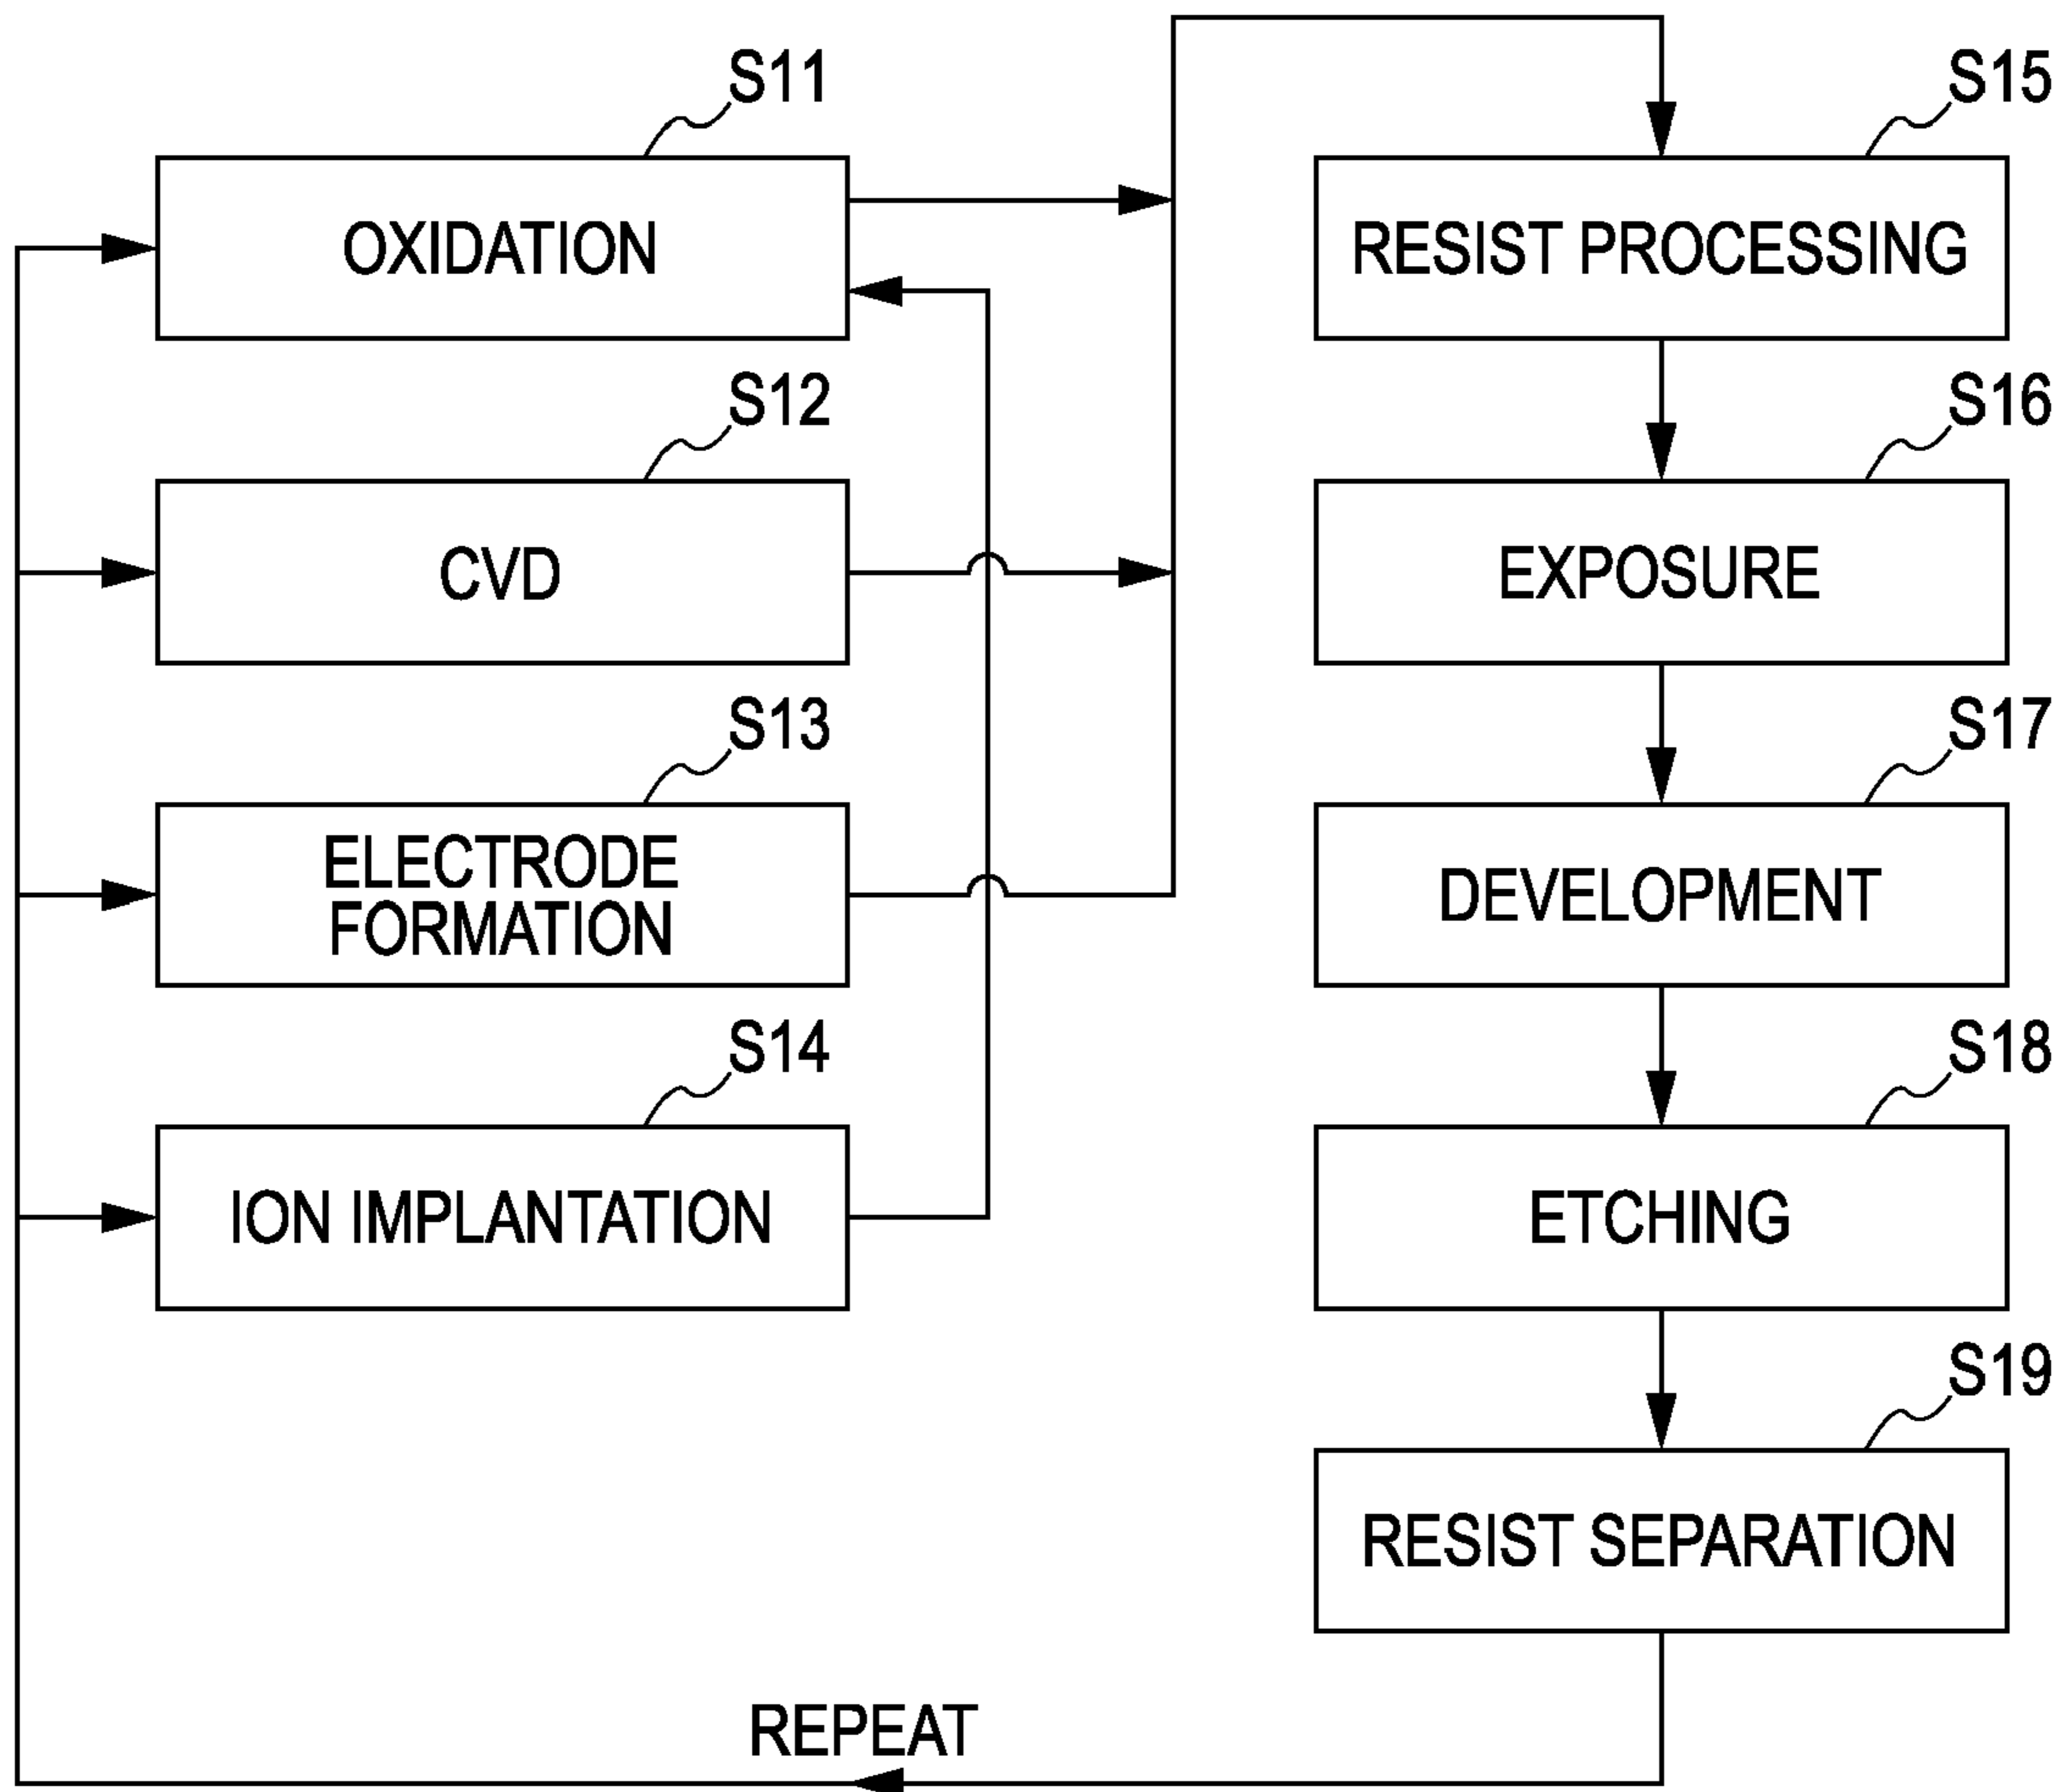 S11
OXIDATION
S12
CVD
S13
ELECTRODE
FORMATION
S14
ION IMPLANTATION
S15
RESIST PROCESSING
S16
EXPOSURE
S17
DEVELOPMENT
S18
ETCHING
S19
RESIST SEPARATION
REPEAT